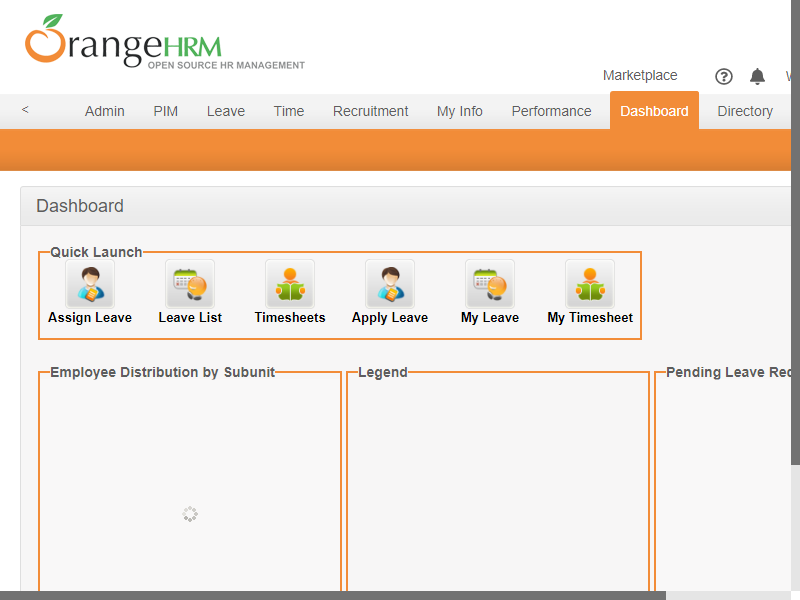 OrangeHRM
OPEN SOURCE HR MANAGEMENT
Marketplace
< Admin PIM Leave Time Recruitment My Info Performance Dashboard Directory
Dashboard
Quick Launch
Assign Leave Leave List Timesheets Apply Leave My Leave My Timesheet
Employee Distribution by Subunit Legend Pending Leave